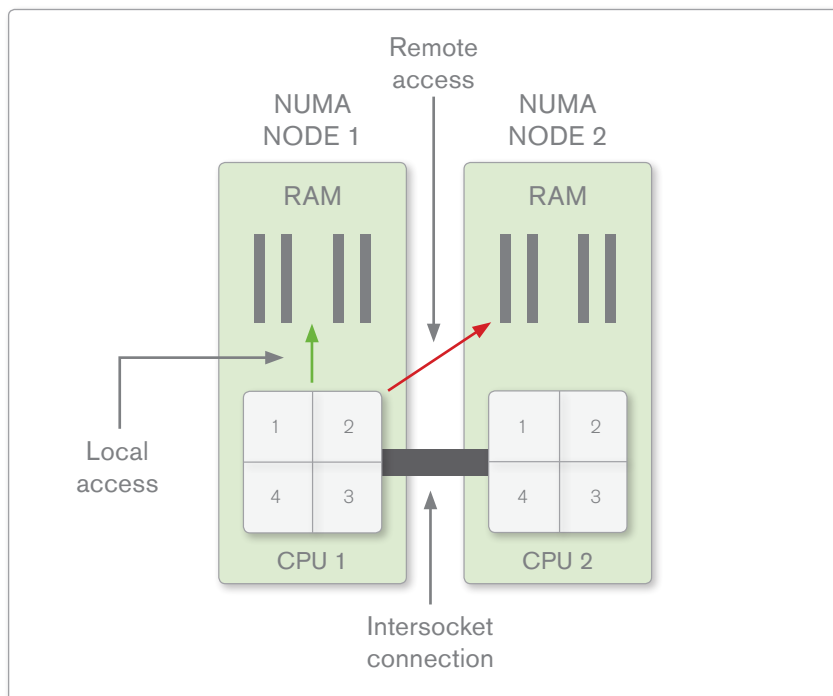 Remote
access
NUMA
NODE 1
NUMA
NODE 2
RAM
RAM
1
2
4
3
1
2
4
3
Local
access
CPU 1
CPU 2
Intersocket
connection